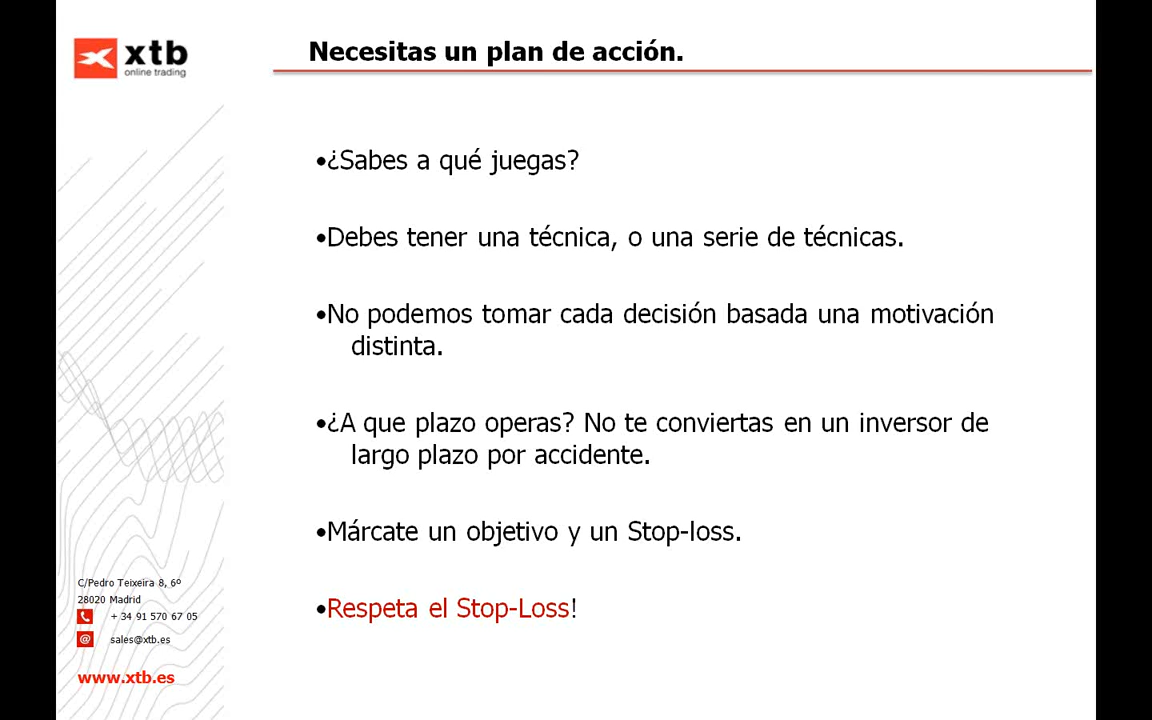 xtb
online trading
Necesitas un plan de acción.
•¿Sabes a qué juegas?
•Debes tener una técnica, o una serie de técnicas.
•No podemos tomar cada decisión basada una motivación
distinta.
•¿A que plazo operas? No te conviertas en un inversor de
largo plazo por accidente.
•Márcate un objetivo y un Stop-loss.
•Respeta el Stop-Loss!
C/Pedro Teixeira 8, 6º
28020 Madrid
+ 34 91 570 67 05
@ sales@xtb.es
www.xtb.es